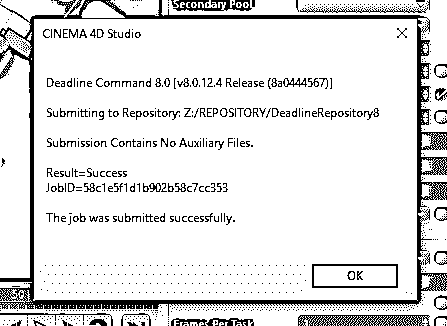 Secondary Pool
CINEMA 4D Studio
Deadline Command 8.0 [v8.0.12.4 Release (8a0444567)]
Submitting to Repository: Z:/REPOSITORY/DeadlineRepository8
Submission Contains No Auxiliary Files.
Result=Success
JobID=58c1e5f1d1b902b58c7cc353
The job was submitted successfully.
OK
Frames Per Task